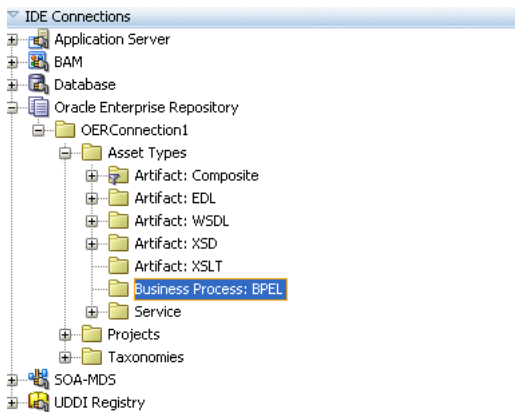 IDE Connections
Application Server
BAM
Database
Oracle Enterprise Repository
OERConnection1
Asset Types
Artifact: Composite
Artifact: EDL
Artifact: WSDL
Artifact: XSD
Artifact: XSLT
Business Process: BPEL
Service
Projects
Taxonomies
SOA-MDS
UDDI Registry